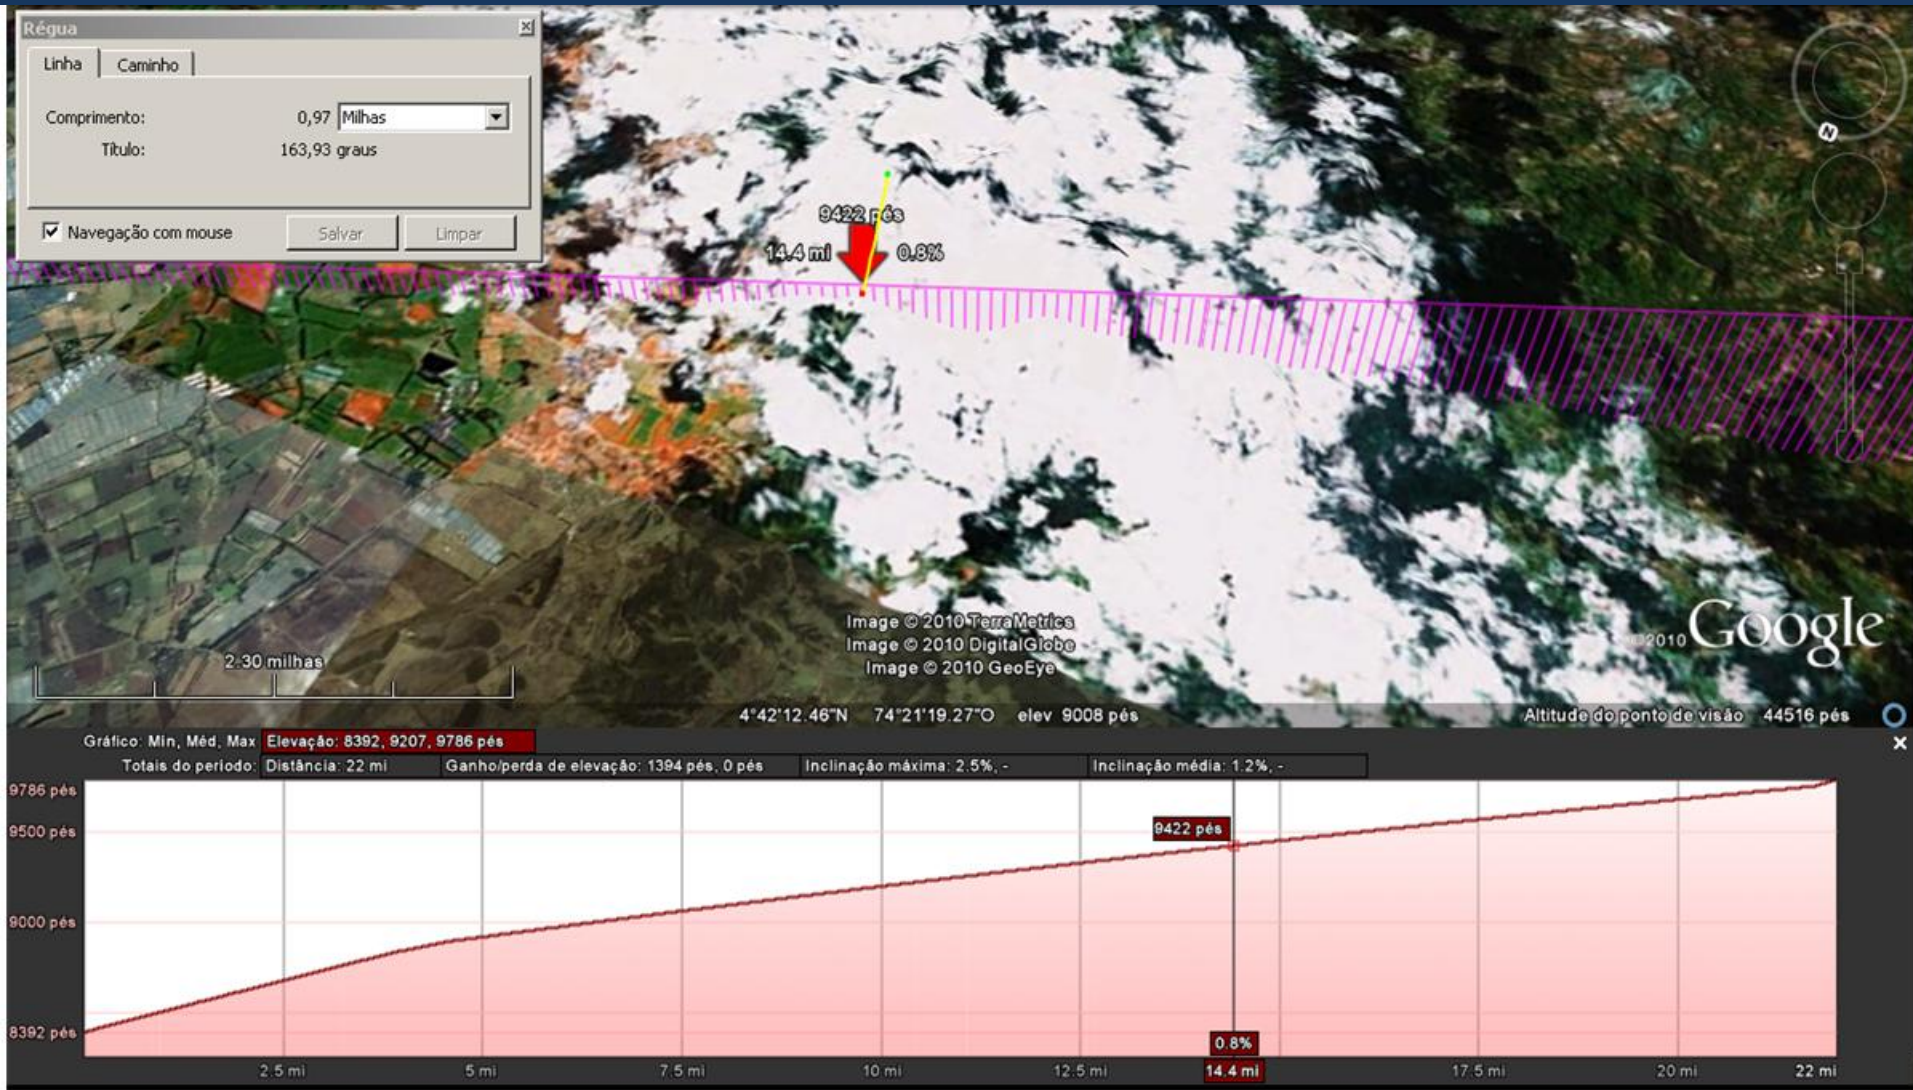 Régua
Linha
Caminho
Comprimento:
0,97
Milhas
Título:
163,93 graus
Navegação com mouse
Salvar
Limpar
N
9422 pés
14.4 mi
0.8%
2.30 milhas
Image © 2010 TerraMetrics
Image © 2010 DigitalGlobe
Image © 2010 GeoEye
©2010 Google
4°42'12.46"N 74°21'19.27"O elev 9008 pés
Altitude do ponto de visão 44516 pés
Gráfico: Mín, Méd, Max Elevação: 8392, 9207, 9786 pés
Totais do período: Distância: 22 mi Ganho/perda de elevação: 1394 pés, 0 pés Inclinação máxima: 2.5%, - Inclinação média: 1.2%, -
9786 pés
9500 pés
9422 pés
9000 pés
8392 pés
0.8%
2.5 mi 5 mi 7.5 mi 10 mi 12.5 mi 14.4 mi 17.5 mi 20 mi 22 mi